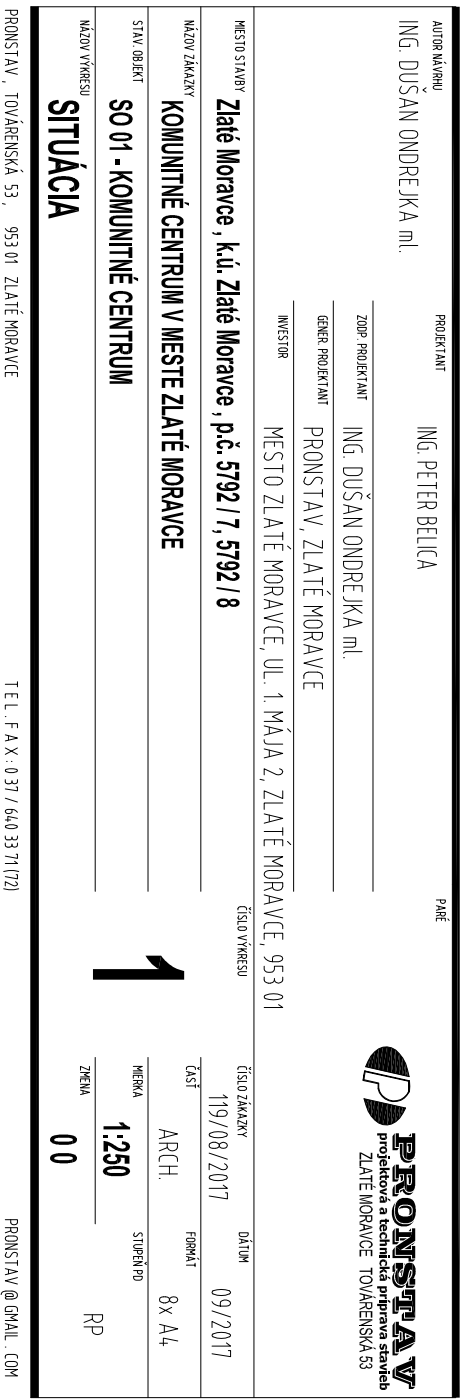 AUTOR NÁVRHU
ING. DUŠAN ONDREJKA ml.
PROJEKTANT
ING. PETER BELICA
PARÉ
PRONSTAV
projektová a technická príprava stavieb
ZLATÉ MORAVCE TOVÁRENSKÁ 53
ZODP. PROJEKTANT
ING. DUŠAN ONDREJKA ml.
GENER. PROJEKTANT
PRONSTAV, ZLATÉ MORAVCE
INVESTOR
MESTO ZLATÉ MORAVCE, UL. 1. MÁJA 2, ZLATÉ MORAVCE, 953 01
MIESTO STAVBY
Zlaté Moravce , k.ú. Zlaté Moravce , p.č. 5792 / 7, 5792 / 8
ČÍSLO VÝKRESU
1
ČÍSLO ZÁKAZKY
119/08/2017
DÁTUM
09/2017
NÁZOV ZÁKAZKY
KOMUNITNÉ CENTRUM V MESTE ZLATÉ MORAVCE
ČASŤ
ARCH.
FORMÁT
8x A4
STAV. OBJEKT
SO 01 - KOMUNITNÉ CENTRUM
MIERKA
1:250
STUPEŇ PD
RP
NÁZOV VÝKRESU
SITUÁCIA
ZMENA
0 0
PRONSTAV , TOVÁRENSKÁ 53 , 953 01 ZLATÉ MORAVCE
T E L . F A X : 0 37 / 640 33 71 (72)
PRONSTAV @ GMAIL . COM